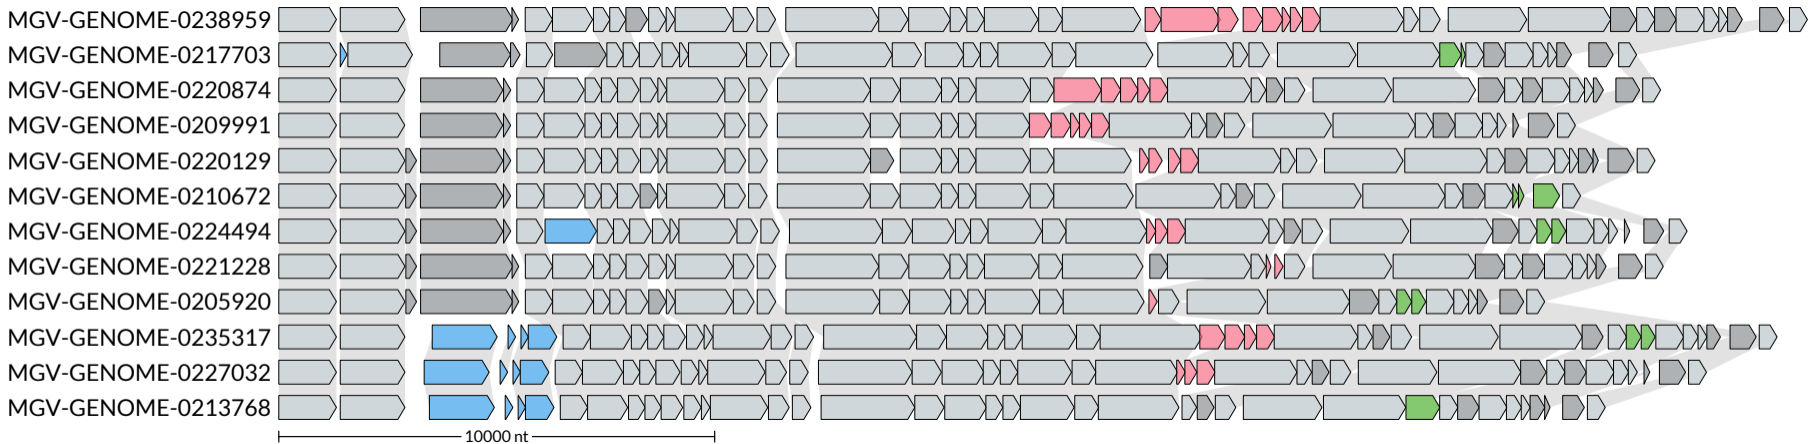 MGV-GENOME-0238959
MGV-GENOME-0217703
MGV-GENOME-0220874
MGV-GENOME-0209991
MGV-GENOME-0220129
MGV-GENOME-0210672
MGV-GENOME-0224494
MGV-GENOME-0221228
MGV-GENOME-0205920
MGV-GENOME-0235317
MGV-GENOME-0227032
MGV-GENOME-0213768
10000 nt